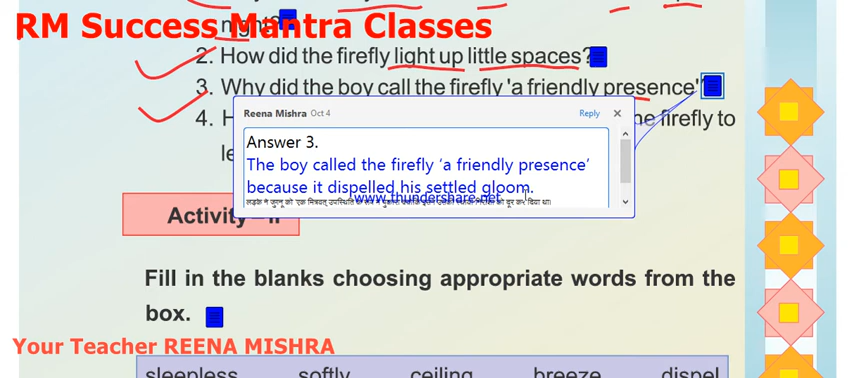 RM Success Mantra Classes
night?
2. How did the firefly light up little spaces?
3. Why did the boy call the firefly 'a friendly presence'?
4. H
he firefly to
le
Reena Mishra Oct 4
Reply
Answer 3.
The boy called the firefly ‘a friendly presence’
because it dispelled his settled gloom.
www.thundershare.net
Activity – II
Fill in the blanks choosing appropriate words from the
box.
Your Teacher REENA MISHRA
sleepless softly ceiling breeze dispel